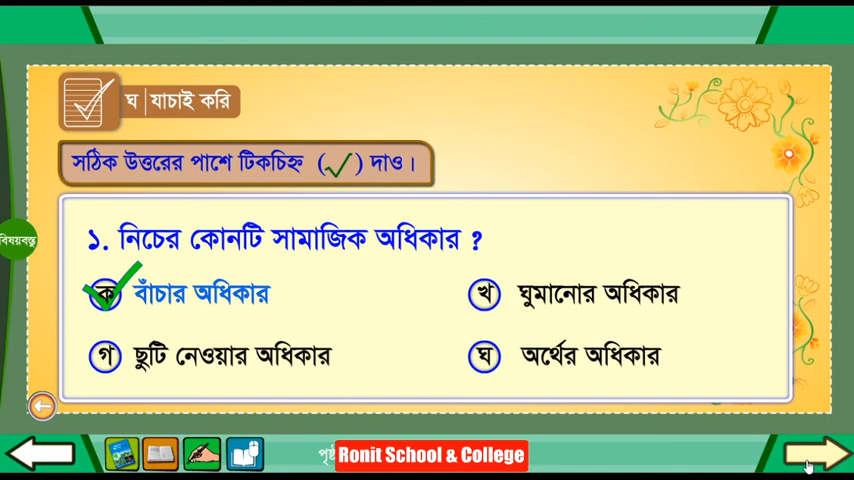 ঘ যাচাই করি
সঠিক উত্তরের পাশে টিকচিহ্ন (✓) দাও।
১. নিচের কোনটি সামাজিক অধিকার ?
ক বাঁচার অধিকার
খ ঘুমানোর অধিকার
গ ছুটি নেওয়ার অধিকার
ঘ অর্থের অধিকার
বিষয়বস্তু
Ronit School & College